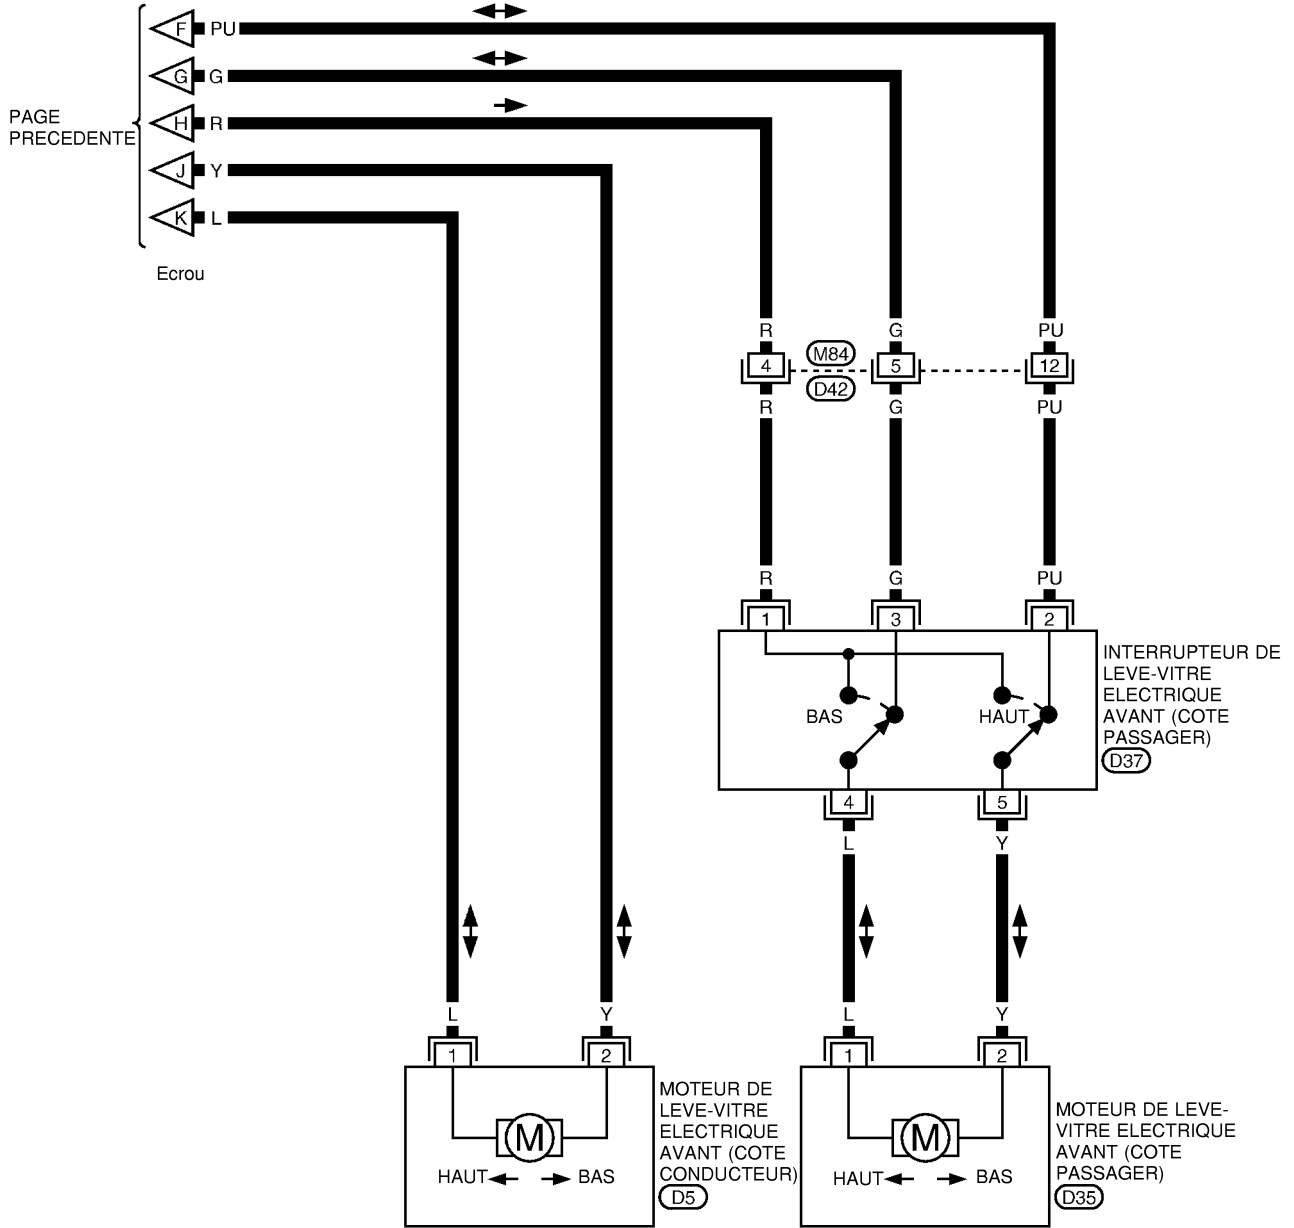 F PU
G G
H R
J Y
K L
PAGE
PRECEDENTE
Ecrou
R G PU
4 M84 5 12
D42
R G PU
R G PU
1 3 2
BAS HAUT
INTERRUPTEUR DE
LEVE-VITRE
ELECTRIQUE
AVANT (COTE
PASSAGER)
D37
4 5
L Y
L Y L Y
1 2 1 2
M
HAUT BAS
MOTEUR DE
LEVE-VITRE
ELECTRIQUE
AVANT (COTE
CONDUCTEUR)
D5
M
HAUT BAS
MOTEUR DE LEVE-
VITRE ELECTRIQUE
AVANT (COTE
PASSAGER)
D35